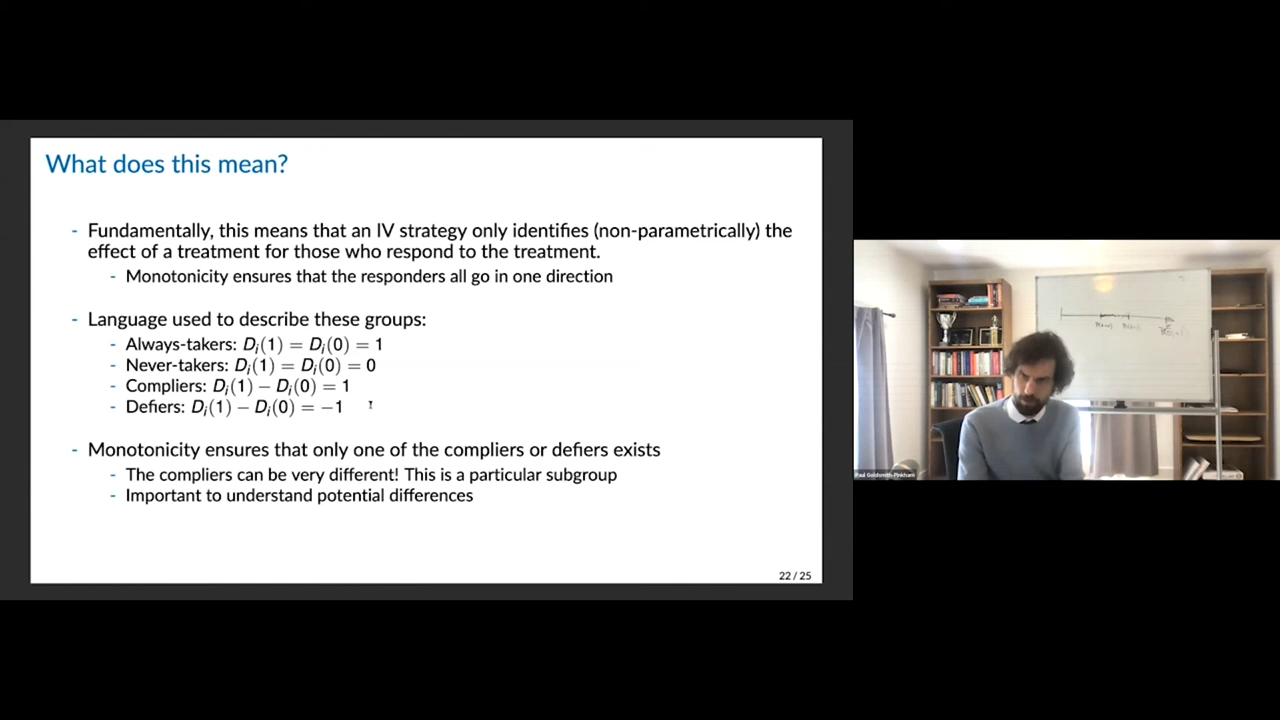 What does this mean?
- Fundamentally, this means that an IV strategy only identifies (non-parametrically) the
effect of a treatment for those who respond to the treatment.
- Monotonicity ensures that the responders all go in one direction
- Language used to describe these groups:
- Always-takers: Dᵢ(1) = Dᵢ(0) = 1
- Never-takers: Dᵢ(1) = Dᵢ(0) = 0
- Compliers: Dᵢ(1) − Dᵢ(0) = 1
- Defiers: Dᵢ(1) − Dᵢ(0) = −1
- Monotonicity ensures that only one of the compliers or defiers exists
- The compliers can be very different! This is a particular subgroup
- Important to understand potential differences
22 / 25
Paul Goldsmith-Pinkham